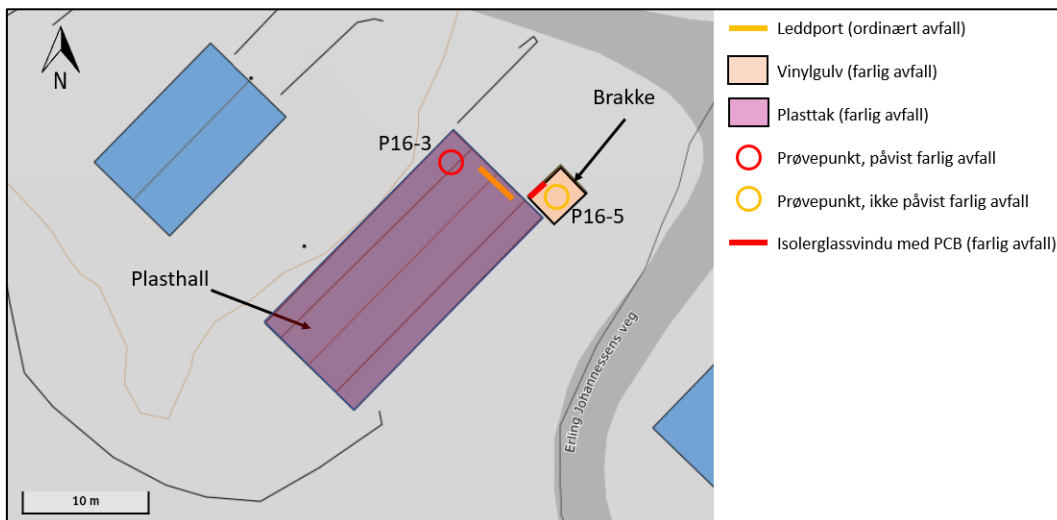 N
P16-3
Brakke
P16-5
Plasthall
Erling Johannessens veg
10 m
Leddport (ordinært avfall)
Vinylgulv (farlig avfall)
Plasttak (farlig avfall)
Prøvepunkt, påvist farlig avfall
Prøvepunkt, ikke påvist farlig avfall
Isolerglassvindu med PCB (farlig avfall)